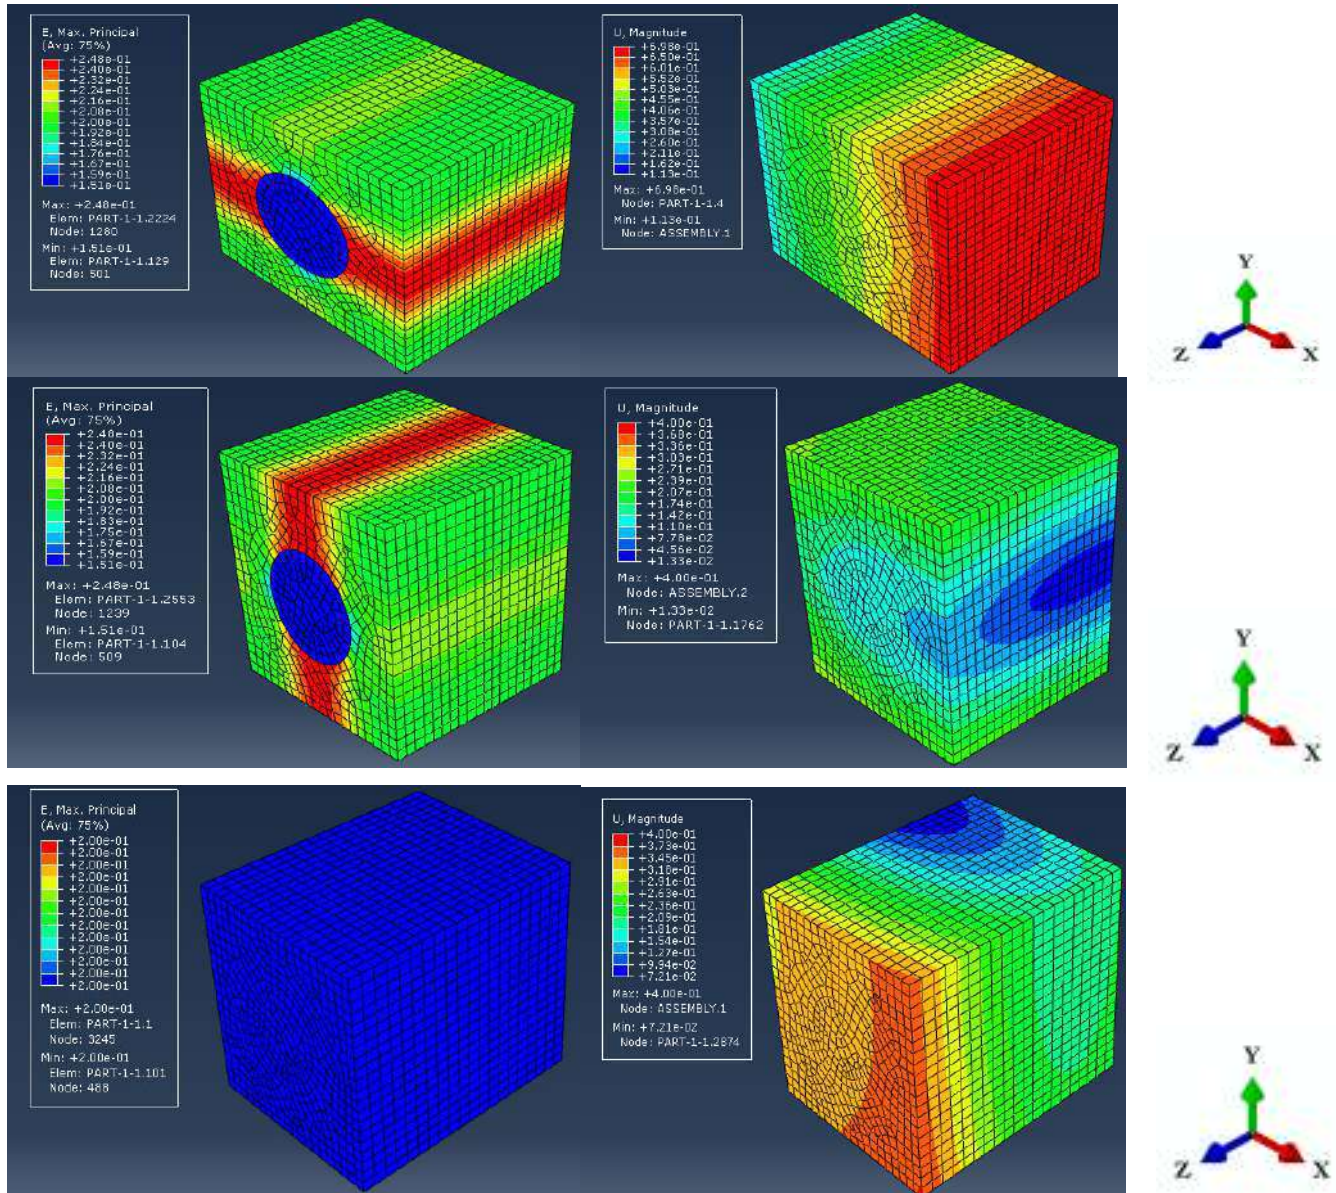 E, Max. Principal
(Avg: 75%)
+2.48e-01
+2.40e-01
+2.32e-01
+2.24e-01
+2.16e-01
+2.08e-01
+2.00e-01
+1.92e-01
+1.84e-01
+1.76e-01
+1.67e-01
+1.59e-01
+1.51e-01
Max: +2.48e-01
Elem: PART-1-1.2224
Node: 1280
Min: +1.51e-01
Elem: PART-1-1.129
Node: 501
U, Magnitude
+6.98e-01
+6.50e-01
+6.01e-01
+5.52e-01
+5.03e-01
+4.55e-01
+4.06e-01
+3.57e-01
+3.08e-01
+2.60e-01
+2.11e-01
+1.62e-01
+1.13e-01
Max: +6.98e-01
Node: PART-1-1.4
Min: +1.13e-01
Node: ASSEMBLY.1
Y
Z X
E, Max. Principal
(Avg: 75%)
+2.48e-01
+2.40e-01
+2.32e-01
+2.24e-01
+2.16e-01
+2.08e-01
+2.00e-01
+1.92e-01
+1.83e-01
+1.75e-01
+1.67e-01
+1.59e-01
+1.51e-01
Max: +2.48e-01
Elem: PART-1-1.2553
Node: 1239
Min: +1.51e-01
Elem: PART-1-1.104
Node: 509
U, Magnitude
+4.00e-01
+3.68e-01
+3.36e-01
+3.03e-01
+2.71e-01
+2.39e-01
+2.07e-01
+1.74e-01
+1.42e-01
+1.10e-01
+7.78e-02
+4.56e-02
+1.33e-02
Max: +4.00e-01
Node: ASSEMBLY.2
Min: +1.33e-02
Node: PART-1-1.1762
Y
Z X
E, Max. Principal
(Avg: 75%)
+2.00e-01
+2.00e-01
+2.00e-01
+2.00e-01
+2.00e-01
+2.00e-01
+2.00e-01
+2.00e-01
+2.00e-01
+2.00e-01
+2.00e-01
+2.00e-01
+2.00e-01
Max: +2.00e-01
Elem: PART-1-1.1
Node: 3245
Min: +2.00e-01
Elem: PART-1-1.101
Node: 488
U, Magnitude
+4.00e-01
+3.73e-01
+3.45e-01
+3.18e-01
+2.91e-01
+2.63e-01
+2.36e-01
+2.09e-01
+1.81e-01
+1.54e-01
+1.27e-01
+9.94e-02
+7.21e-02
Max: +4.00e-01
Node: ASSEMBLY.1
Min: +7.21e-02
Node: PART-1-1.2874
Y
Z X